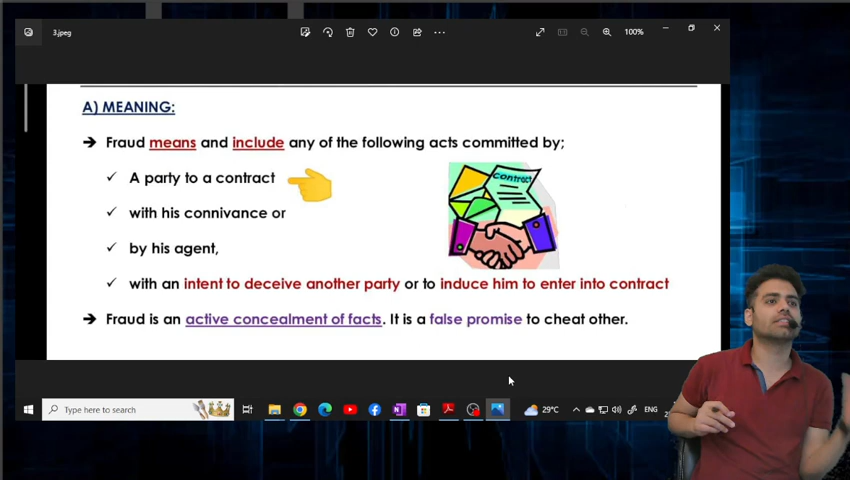 3.jpeg
100%
A) MEANING:
➔ Fraud means and include any of the following acts committed by;
✓ A party to a contract
Contract
✓ with his connivance or
✓ by his agent,
✓ with an intent to deceive another party or to induce him to enter into contract
➔ Fraud is an active concealment of facts. It is a false promise to cheat other.
Type here to search
29°C
ENG